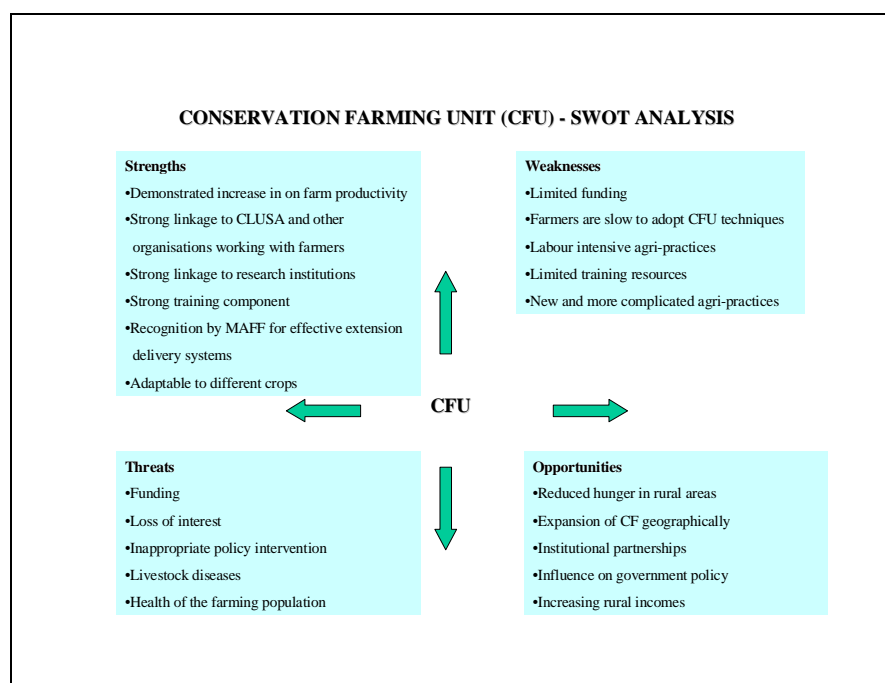 CONSERVATION FARMING UNIT (CFU) - SWOT ANALYSIS
Strengths
•Demonstrated increase in on farm productivity
•Strong linkage to CLUSA and other
organisations working with farmers
•Strong linkage to research institutions
•Strong training component
•Recognition by MAFF for effective extension
delivery systems
•Adaptable to different crops
Weaknesses
•Limited funding
•Farmers are slow to adopt CFU techniques
•Labour intensive agri-practices
•Limited training resources
•New and more complicated agri-practices
CFU
Threats
•Funding
•Loss of interest
•Inappropriate policy intervention
•Livestock diseases
•Health of the farming population
Opportunities
•Reduced hunger in rural areas
•Expansion of CF geographically
•Institutional partnerships
•Influence on government policy
•Increasing rural incomes